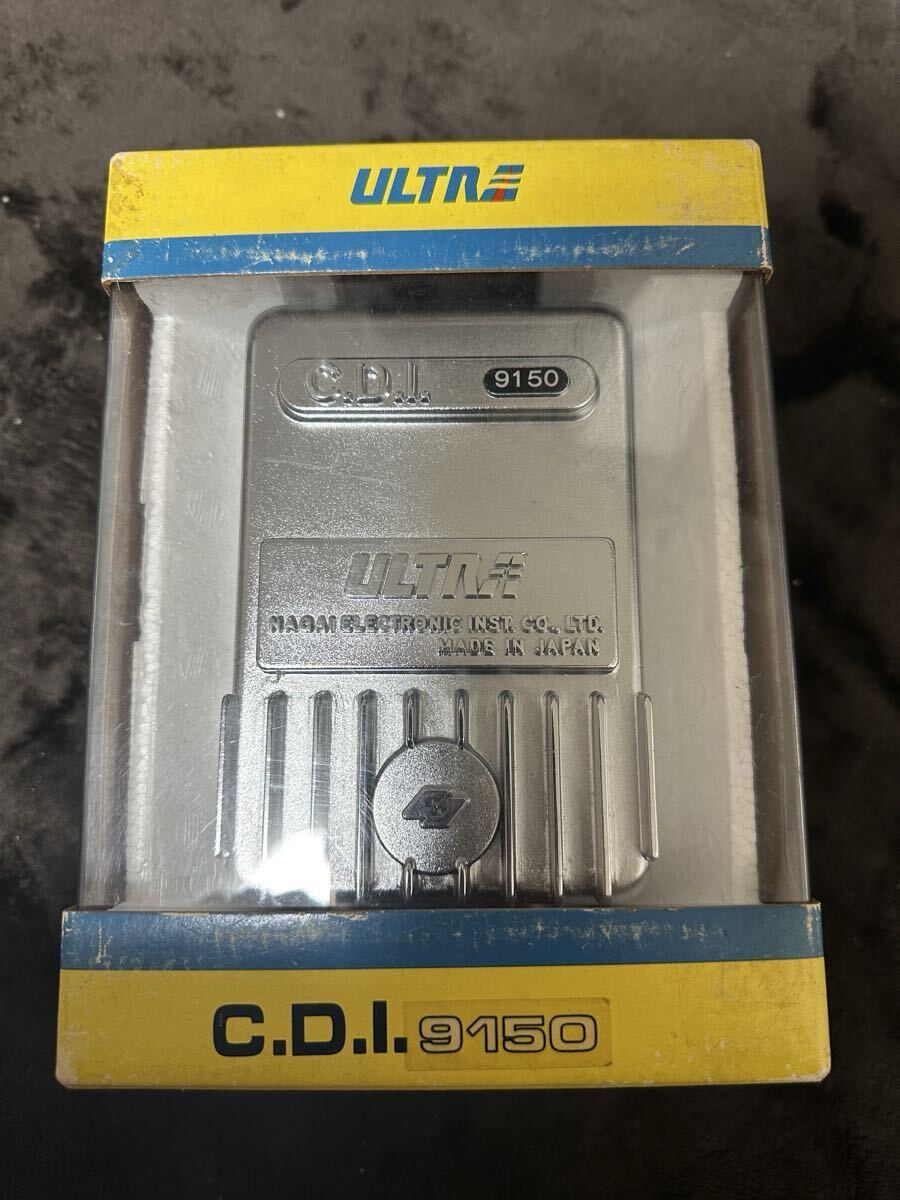 ULTRA
C.D.I. 9150
ULTRA
NAGAI ELECTRONIC INST. CO., LTD.
MADE IN JAPAN
C.D.I. 9150